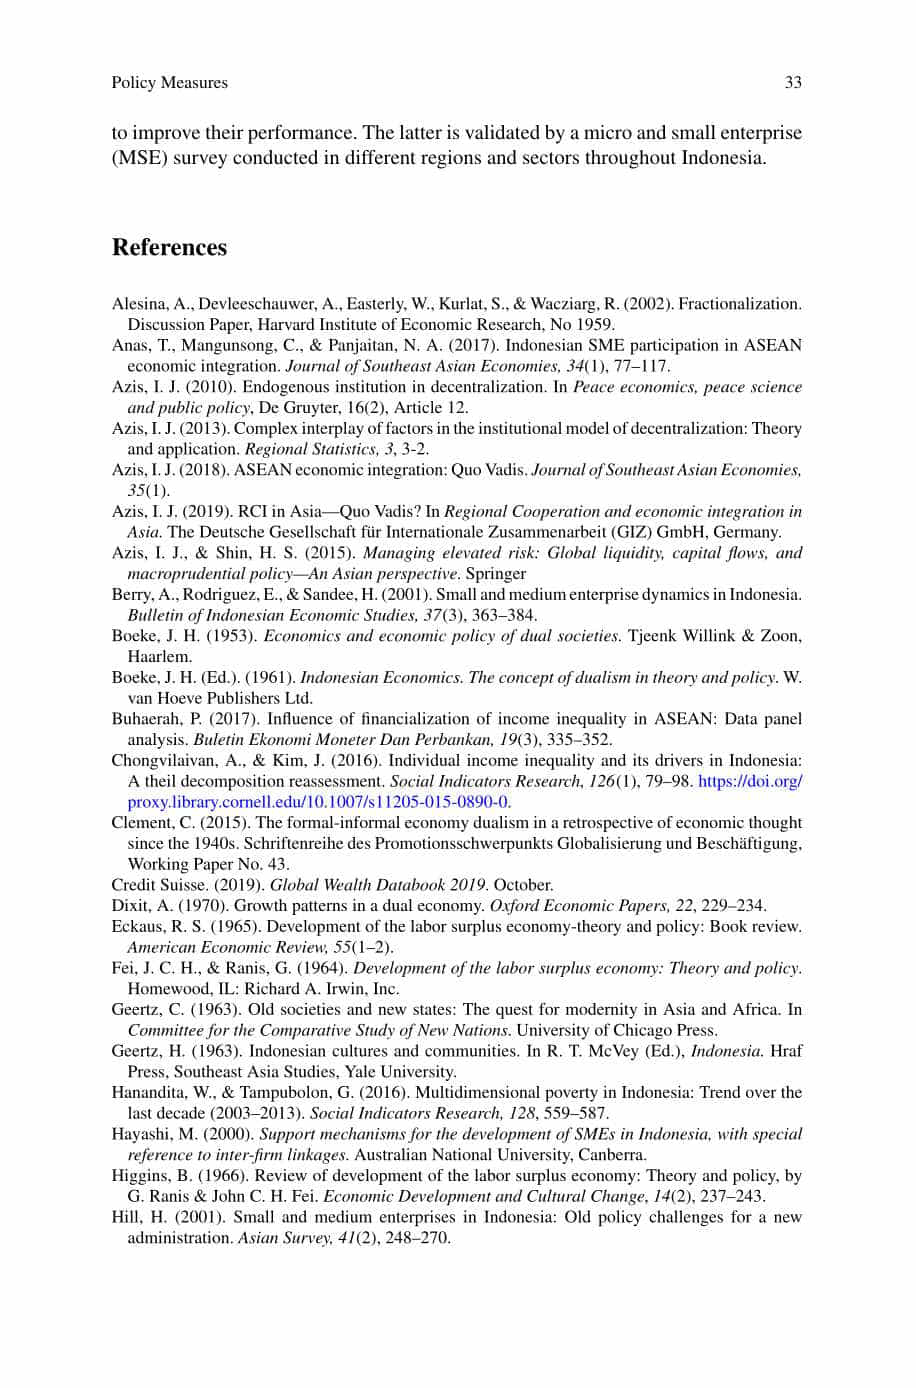 Policy Measures 33
to improve their performance. The latter is validated by a micro and small enterprise
(MSE) survey conducted in different regions and sectors throughout Indonesia.
References
Alesina, A., Devleeschauwer, A., Easterly, W., Kurlat, S., & Wacziarg, R. (2002). Fractionalization.
Discussion Paper, Harvard Institute of Economic Research, No 1959.
Anas, T., Mangunsong, C., & Panjaitan, N. A. (2017). Indonesian SME participation in ASEAN
economic integration. Journal of Southeast Asian Economies, 34(1), 77–117.
Azis, I. J. (2010). Endogenous institution in decentralization. In Peace economics, peace science
and public policy, De Gruyter, 16(2), Article 12.
Azis, I. J. (2013). Complex interplay of factors in the institutional model of decentralization: Theory
and application. Regional Statistics, 3, 3-2.
Azis, I. J. (2018). ASEAN economic integration: Quo Vadis. Journal of Southeast Asian Economies,
35(1).
Azis, I. J. (2019). RCI in Asia—Quo Vadis? In Regional Cooperation and economic integration in
Asia. The Deutsche Gesellschaft für Internationale Zusammenarbeit (GIZ) GmbH, Germany.
Azis, I. J., & Shin, H. S. (2015). Managing elevated risk: Global liquidity, capital flows, and
macroprudential policy—An Asian perspective. Springer
Berry, A., Rodriguez, E., & Sandee, H. (2001). Small and medium enterprise dynamics in Indonesia.
Bulletin of Indonesian Economic Studies, 37(3), 363–384.
Boeke, J. H. (1953). Economics and economic policy of dual societies. Tjeenk Willink & Zoon,
Haarlem.
Boeke, J. H. (Ed.). (1961). Indonesian Economics. The concept of dualism in theory and policy. W.
van Hoeve Publishers Ltd.
Buhaerah, P. (2017). Influence of financialization of income inequality in ASEAN: Data panel
analysis. Buletin Ekonomi Moneter Dan Perbankan, 19(3), 335–352.
Chongvilaivan, A., & Kim, J. (2016). Individual income inequality and its drivers in Indonesia:
A theil decomposition reassessment. Social Indicators Research, 126(1), 79–98. https://doi.org/
proxy.library.cornell.edu/10.1007/s11205-015-0890-0.
Clement, C. (2015). The formal-informal economy dualism in a retrospective of economic thought
since the 1940s. Schriftenreihe des Promotionsschwerpunkts Globalisierung und Beschäftigung,
Working Paper No. 43.
Credit Suisse. (2019). Global Wealth Databook 2019. October.
Dixit, A. (1970). Growth patterns in a dual economy. Oxford Economic Papers, 22, 229–234.
Eckaus, R. S. (1965). Development of the labor surplus economy-theory and policy: Book review.
American Economic Review, 55(1–2).
Fei, J. C. H., & Ranis, G. (1964). Development of the labor surplus economy: Theory and policy.
Homewood, IL: Richard A. Irwin, Inc.
Geertz, C. (1963). Old societies and new states: The quest for modernity in Asia and Africa. In
Committee for the Comparative Study of New Nations. University of Chicago Press.
Geertz, H. (1963). Indonesian cultures and communities. In R. T. McVey (Ed.), Indonesia. Hraf
Press, Southeast Asia Studies, Yale University.
Hanandita, W., & Tampubolon, G. (2016). Multidimensional poverty in Indonesia: Trend over the
last decade (2003–2013). Social Indicators Research, 128, 559–587.
Hayashi, M. (2000). Support mechanisms for the development of SMEs in Indonesia, with special
reference to inter-firm linkages. Australian National University, Canberra.
Higgins, B. (1966). Review of development of the labor surplus economy: Theory and policy, by
G. Ranis & John C. H. Fei. Economic Development and Cultural Change, 14(2), 237–243.
Hill, H. (2001). Small and medium enterprises in Indonesia: Old policy challenges for a new
administration. Asian Survey, 41(2), 248–270.